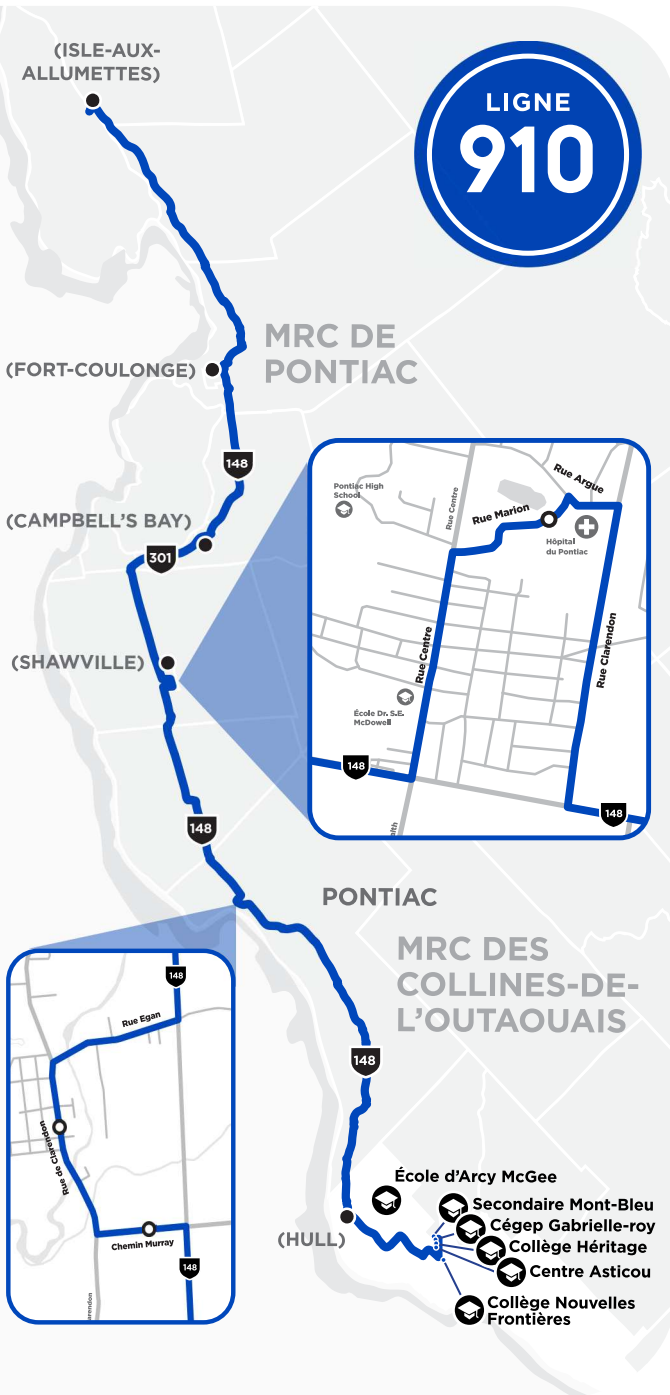 (ISLE-AUX-
ALLUMETTES)
LIGNE
910
MRC DE
PONTIAC
(FORT-COULONGE)
148
(CAMPBELL'S BAY)
301
(SHAWVILLE)
148
Pontiac High
School
Rue Centre
Rue Marion
Rue Argue
Hôpital
du Pontiac
Rue Centre
Rue Clarendon
École Dr. S.E.
McDowell
148
148
PONTIAC
MRC DES
COLLINES-DE-
L'OUTAOUAIS
148
Rue Egan
Rue de Clarendon
Chemin Murray
148
arendon
148
École d'Arcy McGee
Secondaire Mont-Bleu
Cégep Gabrielle-roy
Collège Héritage
Centre Asticou
Collège Nouvelles
Frontières
(HULL)